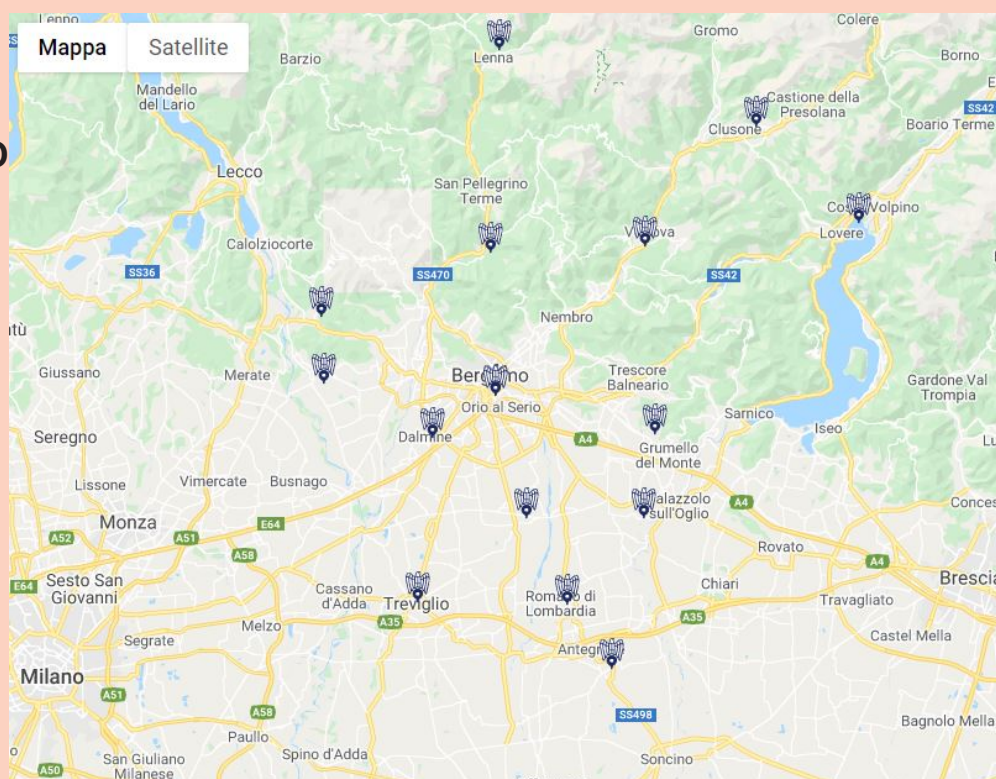 Lenno
Mappa
Satellite
Barzio
Lenna
Gromo
Colere
Borno
Mandello
del Lario
Castione della
Presolana
SS42
Clusone
Boario Terme
Lecco
San Pellegrino
Terme
Lovere
Calolziocorte
SS36
SS470
SS42
Nembro
Giussano
Merate
Trescore
Balneario
Gardone Val
Trompia
Orio al Serio
Sarnico
Iseo
Seregno
Dalmine
A4
Grumello
del Monte
Lissone
Vimercate
Busnago
sull'Oglio
A4
Monza
E64
A52
A51
A58
Rovato
A4
E64
Sesto San
Giovanni
Cassano
d'Adda
Treviglio
Lombardia
Chiari
Travagliato
Brescia
A35
A35
Segrate
Melzo
Castel Mella
Milano
A51
A58
SS498
Bagnolo Mella
Paullo
San Giuliano
Milanese
Spino d'Adda
Soncino
A50